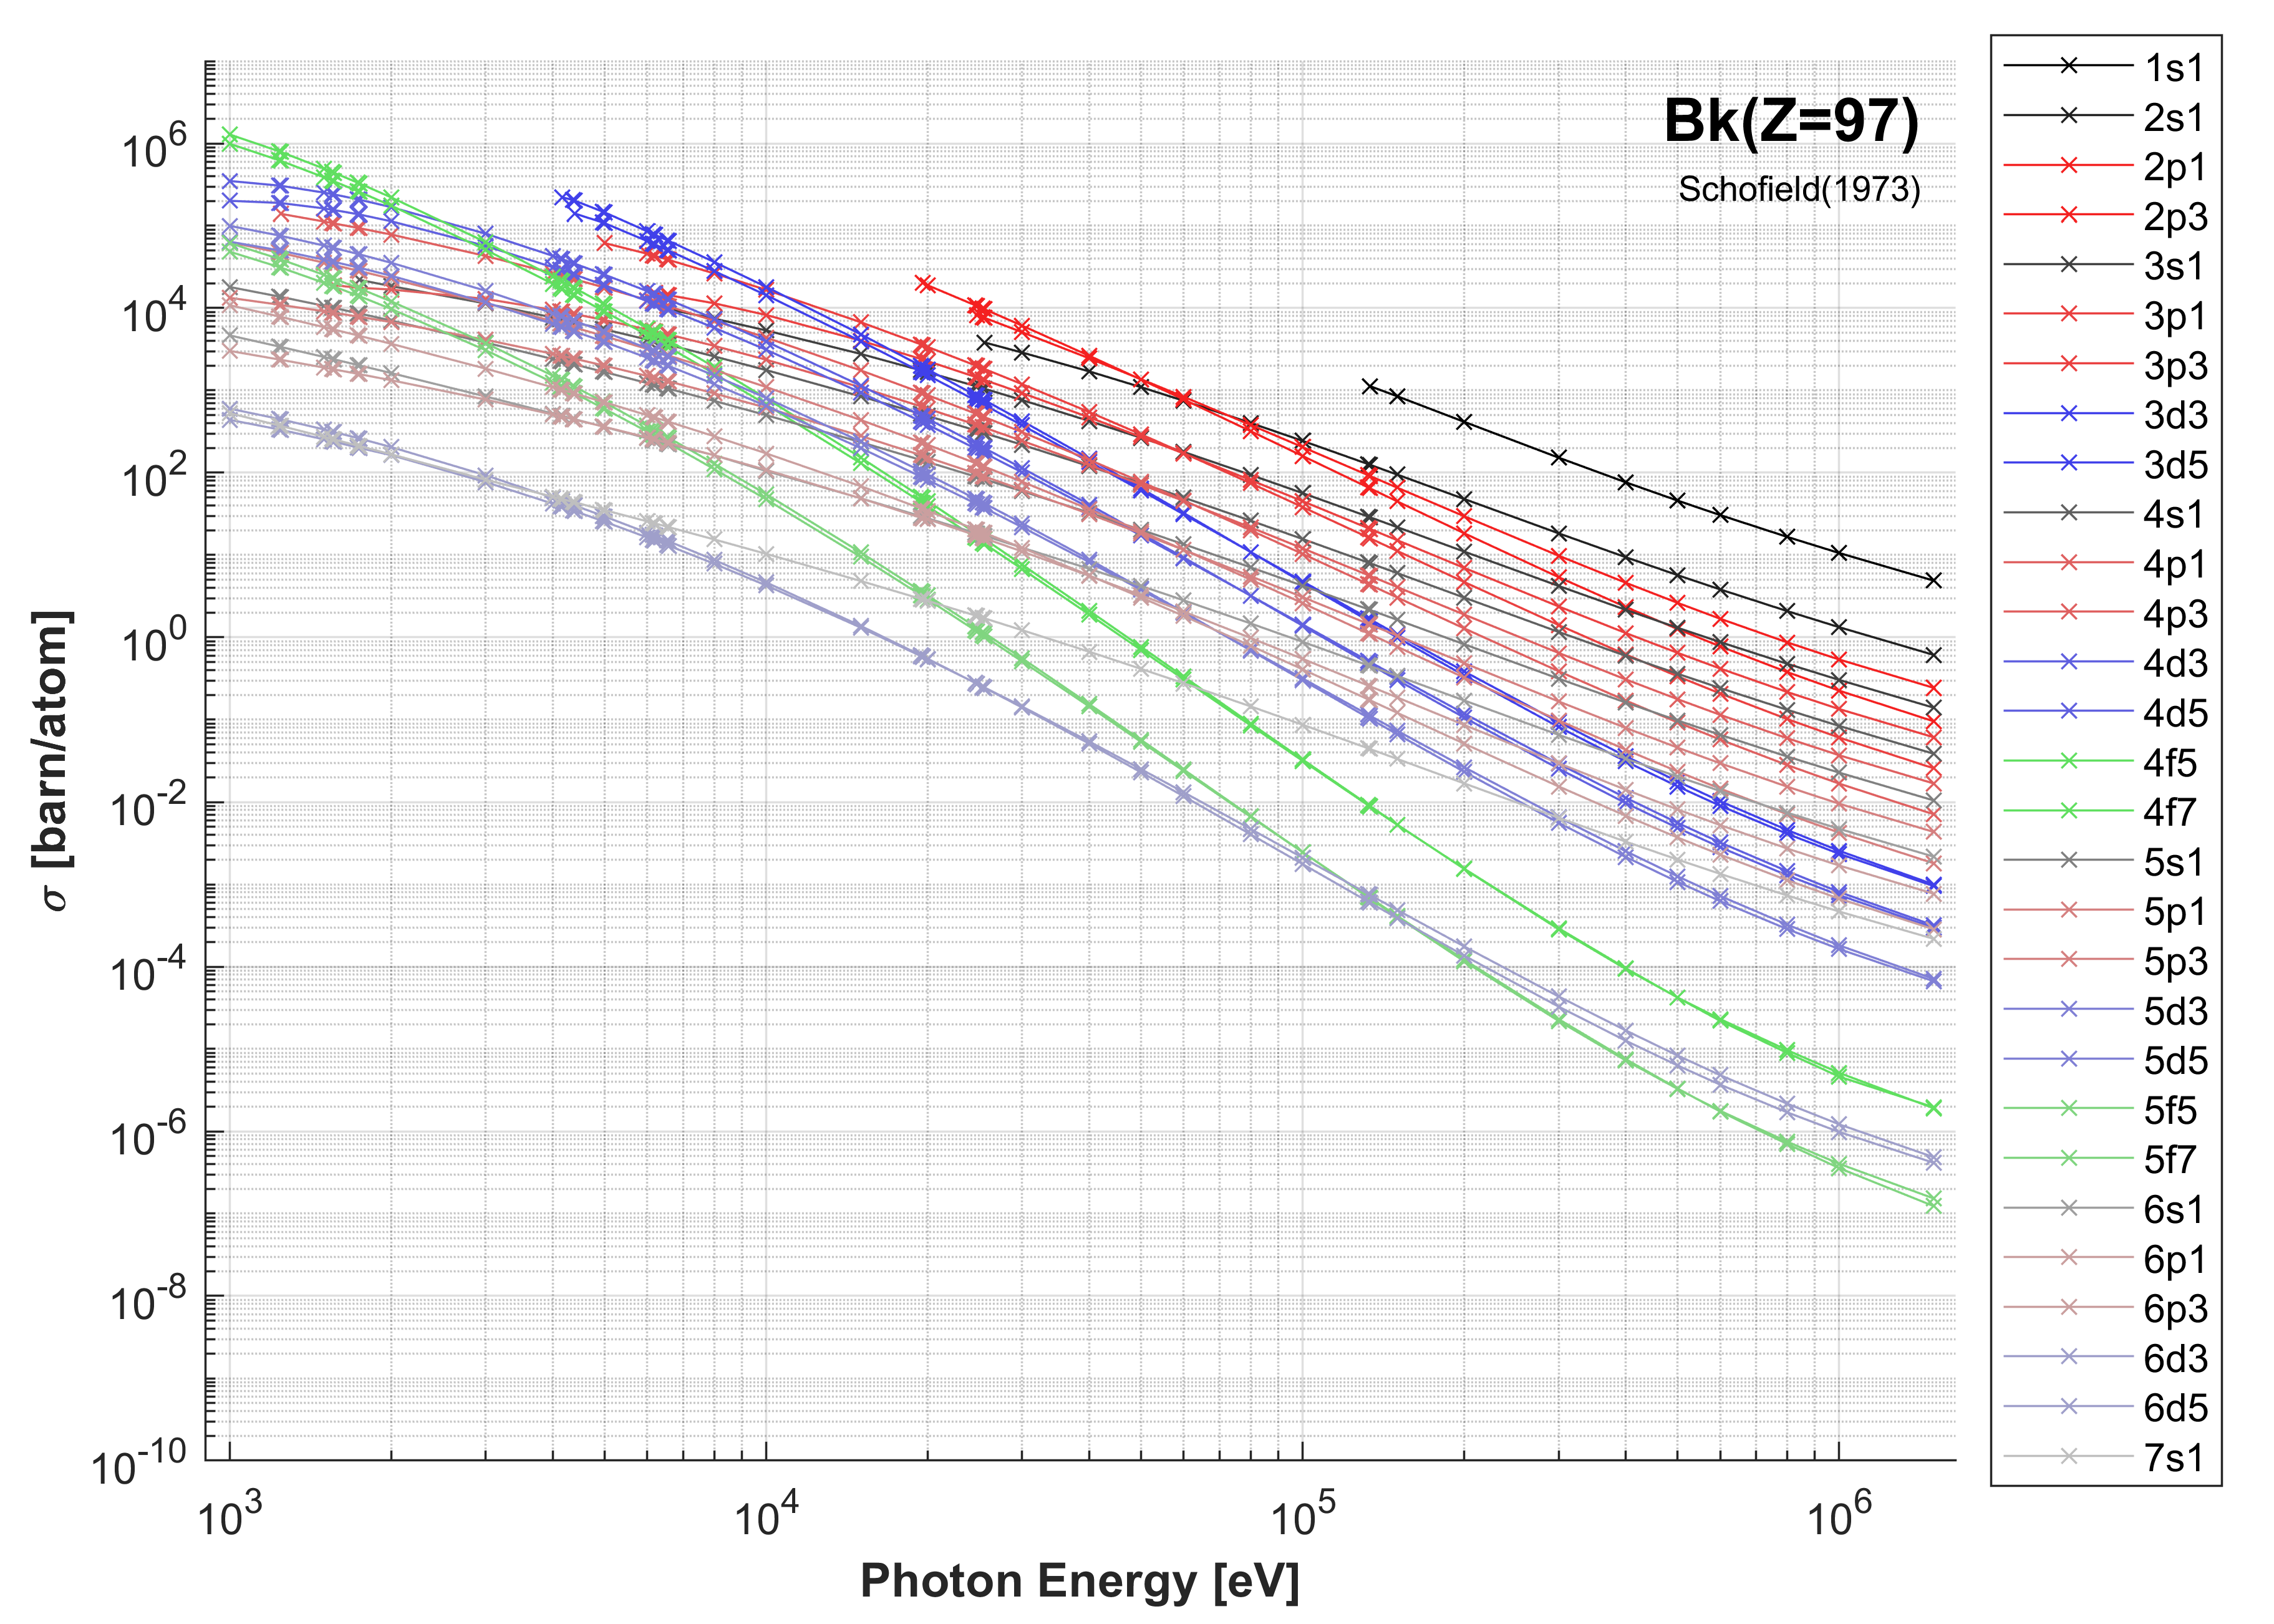 Bk(Z=97)
Schofield(1973)
σ [barn/atom]
10^6
10^4
10^2
10^0
10^-2
10^-4
10^-6
10^-8
10^-10
10^3
10^4
10^5
10^6
Photon Energy [eV]
1s1
2s1
2p1
2p3
3s1
3p1
3p3
3d3
3d5
4s1
4p1
4p3
4d3
4d5
4f5
4f7
5s1
5p1
5p3
5d3
5d5
5f5
5f7
6s1
6p1
6p3
6d3
6d5
7s1